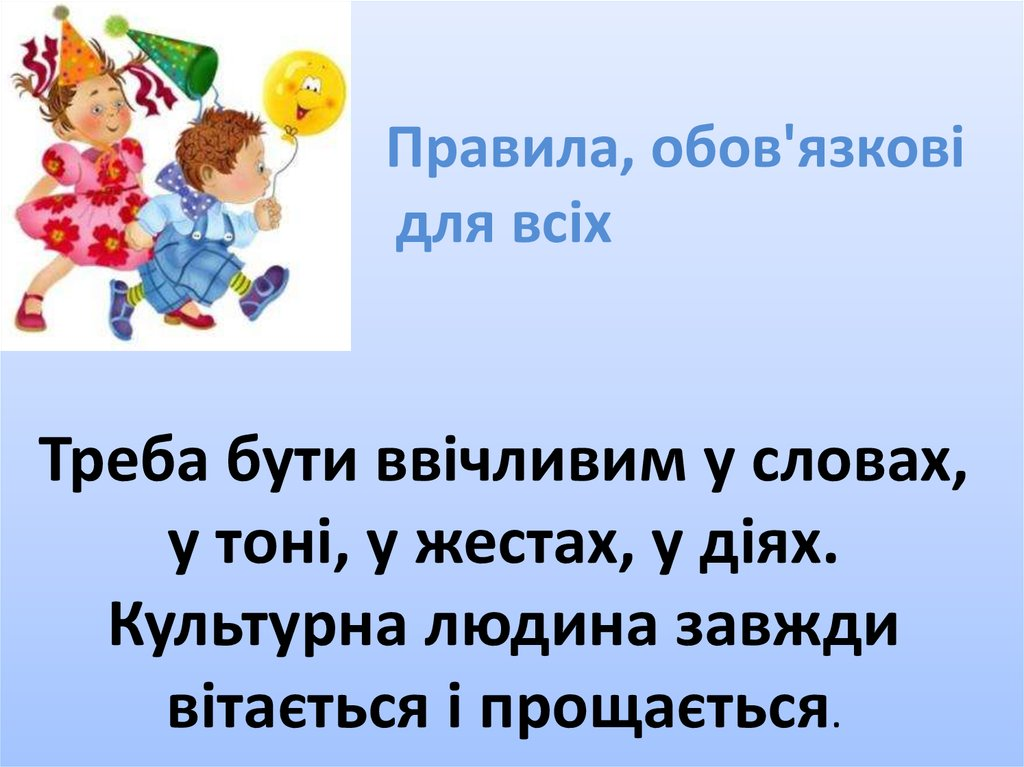 Правила, обов'язкові
для всіх
Треба бути ввічливим у словах,
у тоні, у жестах, у діях.
Культурна людина завжди
вітається і прощається.